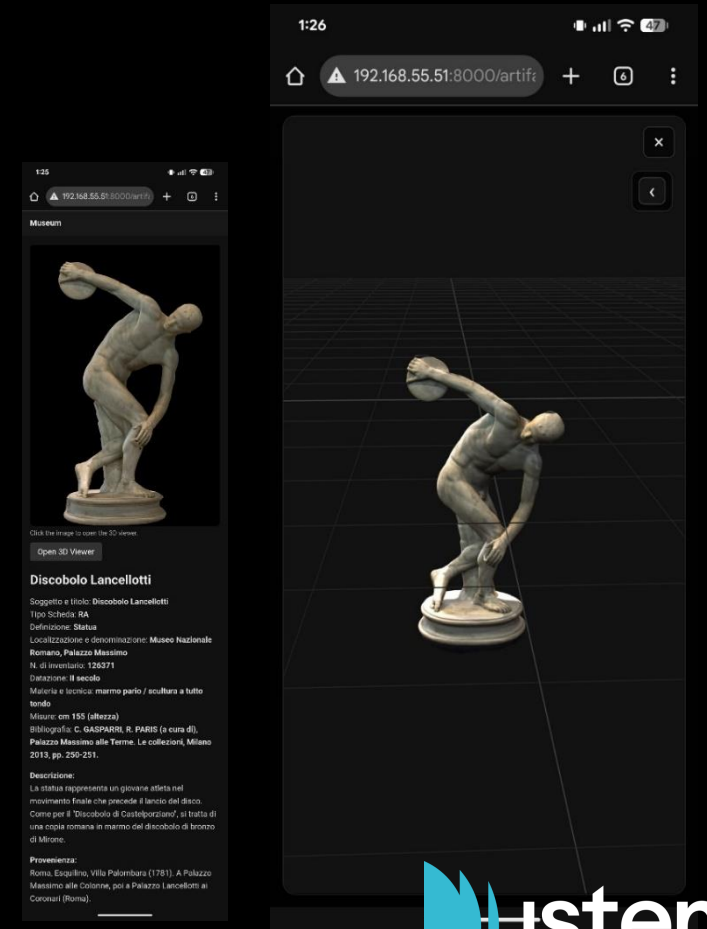 1:25
192.168.55.51:8000/artif
6
Museum
Click the image to open the 3D viewer.
Open 3D Viewer
Discobolo Lancellotti
Soggetto e titolo: Discobolo Lancellotti
Tipo Scheda: RA
Definizione: Statua
Localizzazione e denominazione: Museo Nazionale
Romano, Palazzo Massimo
N. di inventario: 126371
Datazione: II secolo
Materia e tecnica: marmo pario / scultura a tutto
tondo
Misure: cm 155 (altezza)
Bibliografia: C. GASPARRI, R. PARIS (a cura di),
Palazzo Massimo alle Terme. Le collezioni, Milano
2013, pp. 250-251.
Descrizione:
La statua rappresenta un giovane atleta nel
movimento finale che precede il lancio del disco.
Come per il "Discobolo di Castelporziano", si tratta di
una copia romana in marmo del discobolo di bronzo
di Mirone.
Provenienza:
Roma, Esquilino, Villa Palombara (1781). A Palazzo
Massimo alle Colonne, poi a Palazzo Lancellotti ai
Coronari (Roma).
1:26
47
192.168.55.51:8000/artifa
6